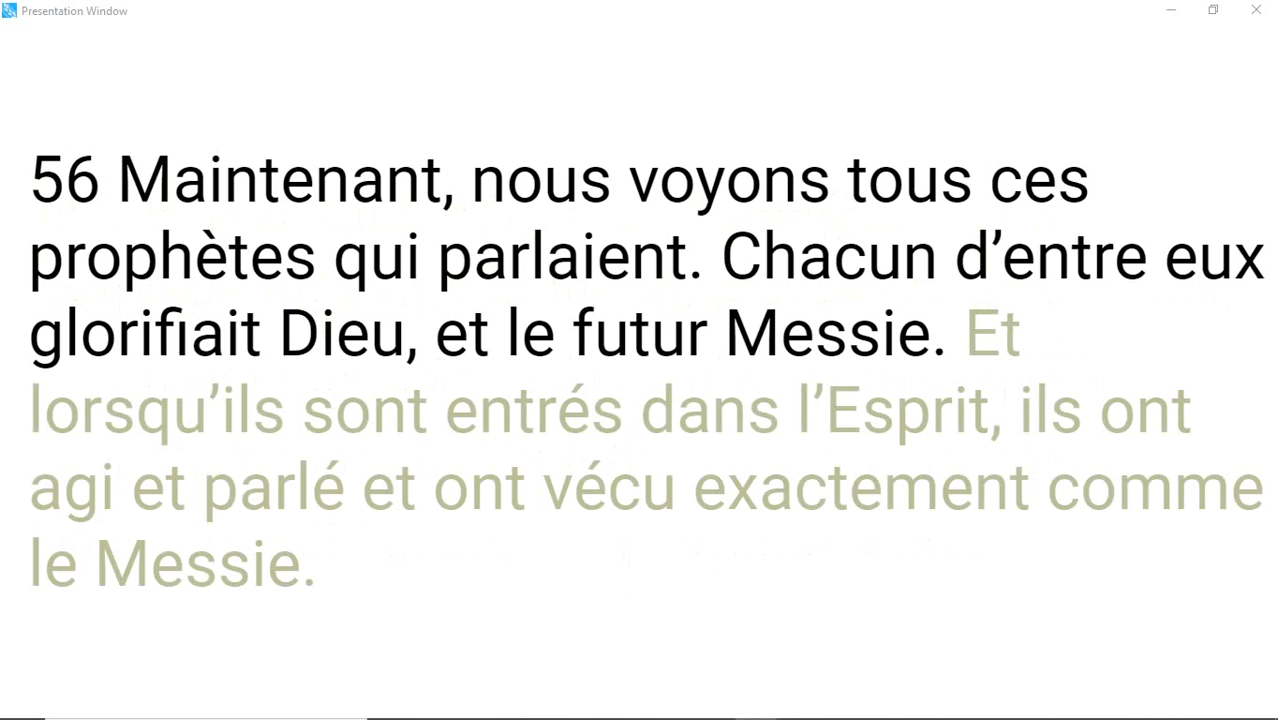 Presentation Window
56 Maintenant, nous voyons tous ces
prophètes qui parlaient. Chacun d’entre eux
glorifiait Dieu, et le futur Messie. Et
lorsqu’ils sont entrés dans l’Esprit, ils ont
agi et parlé et ont vécu exactement comme
le Messie.